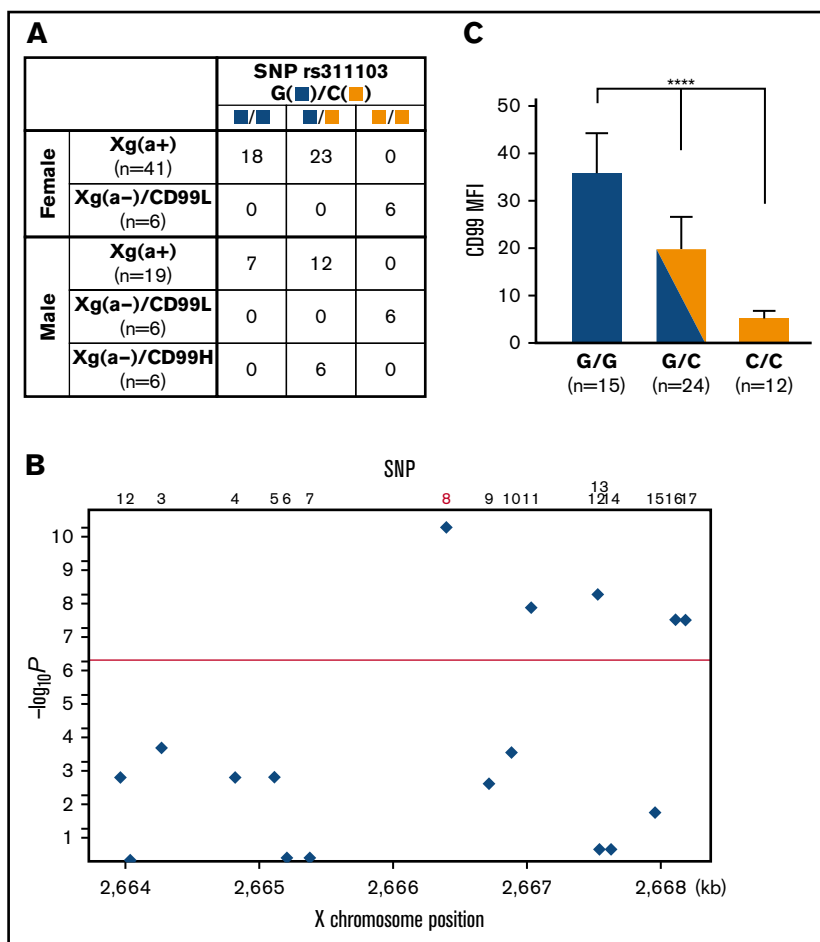 A
SNP rs311103
G(■)/C(■)
■/■ ■/■ ■/■
Female
Xg(a+)
(n=41)
18 23 0
Xg(a−)/CD99L
(n=6)
0 0 6
Male
Xg(a+)
(n=19)
7 12 0
Xg(a−)/CD99L
(n=6)
0 0 6
Xg(a−)/CD99H
(n=6)
0 6 0
C
****
CD99 MFI
50
40
30
20
10
0
G/G G/C C/C
(n=15) (n=24) (n=12)
B
SNP
13
12 3 4 5 6 7 8 9 10 11 12 14 15 16 17
–log10P
10
9
8
7
6
5
4
3
2
1
2,664 2,665 2,666 2,667 2,668 (kb)
X chromosome position